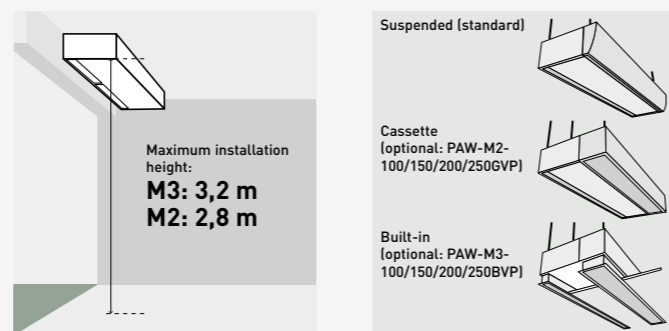 Maximum installation
height:
M3: 3,2 m
M2: 2,8 m
Suspended (standard)
Cassette
(optional: PAW-M2-
100/150/200/250GVP)
Built-in
(optional: PAW-M3-
100/150/200/250BVP)